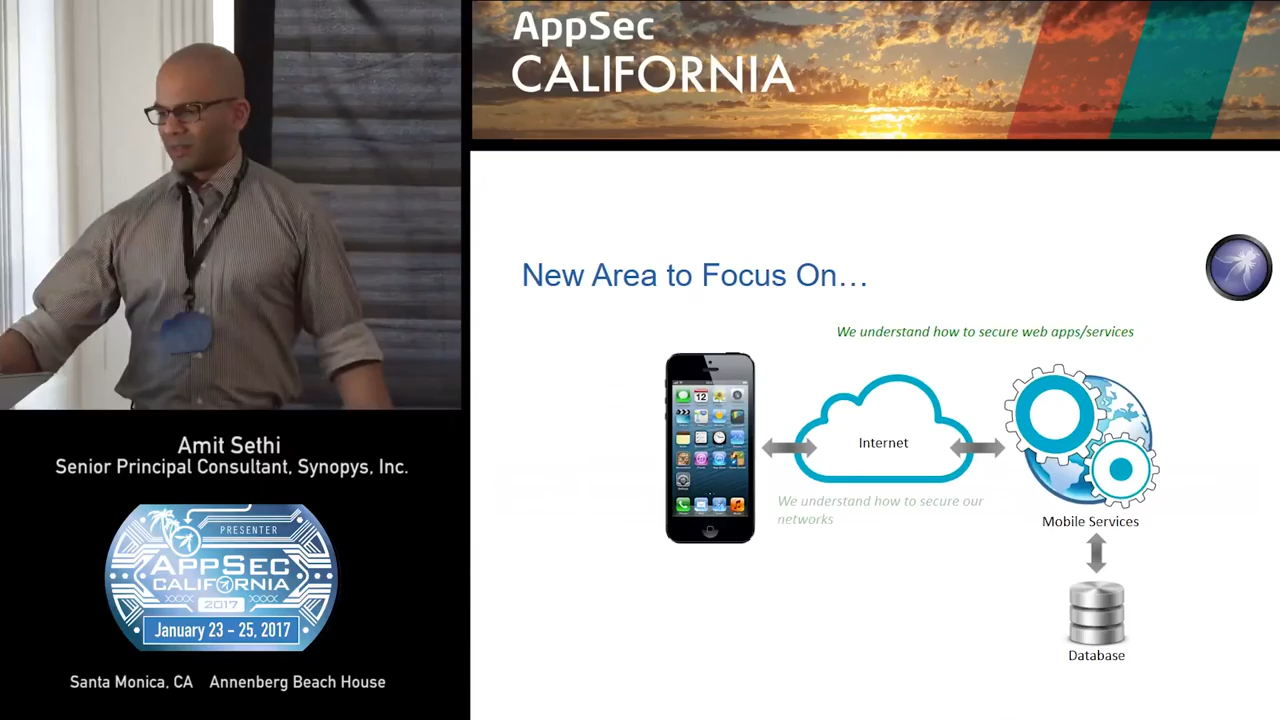 AppSec
CALIFORNIA
New Area to Focus On…
We understand how to secure web apps/services
12
Internet
We understand how to secure our
networks
Mobile Services
Database
Amit Sethi
Senior Principal Consultant, Synopys, Inc.
PRESENTER
APPSEC
CALIFORNIA
2017
January 23 - 25, 2017
Santa Monica, CA Annenberg Beach House